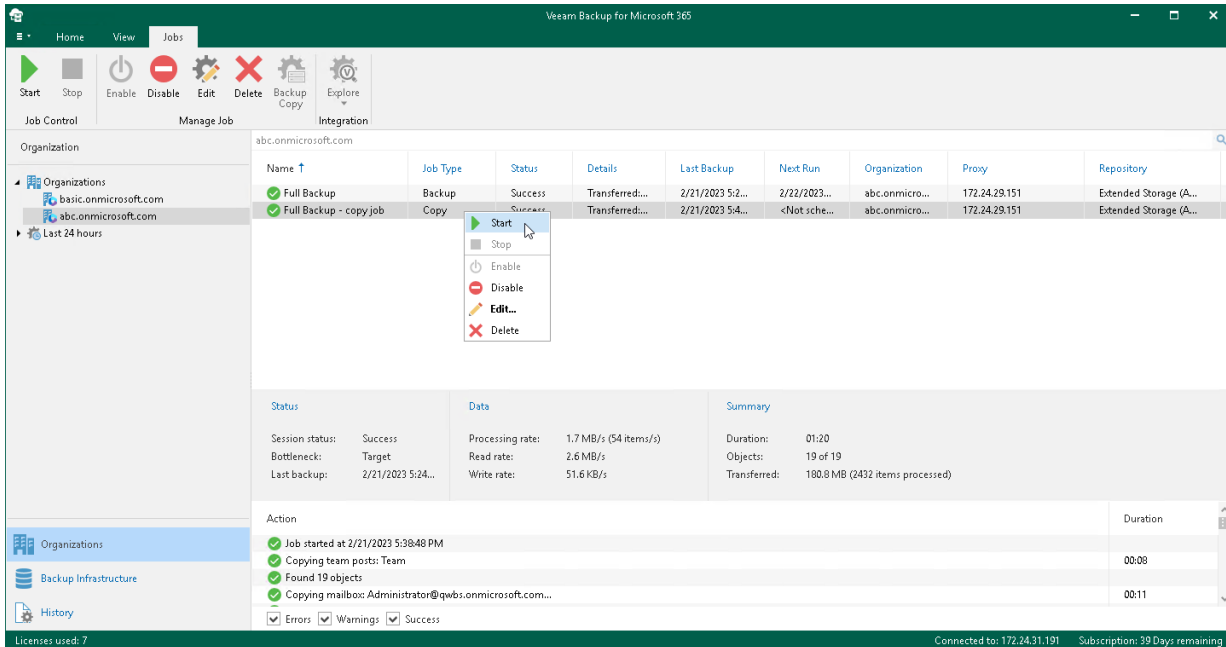 Veeam Backup for Microsoft 365
Home View Jobs
Start Stop Enable Disable Edit Delete Backup Copy Explore
Job Control Manage Job Integration
Organization
abc.onmicrosoft.com
Organizations
basic.onmicrosoft.com
abc.onmicrosoft.com
Last 24 hours
Name Job Type Status Details Last Backup Next Run Organization Proxy Repository
Full Backup Backup Success Transferred:... 2/21/2023 5:2... 2/22/2023... abc.onmicro... 172.24.29.151 Extended Storage (A...
Full Backup - copy job Copy Success Transferred:... 2/21/2023 5:4... <Not sche... abc.onmicro... 172.24.29.151 Extended Storage (A...
Start
Stop
Enable
Disable
Edit...
Delete
Status Data Summary
Session status: Success Processing rate: 1.7 MB/s (54 items/s) Duration: 01:20
Bottleneck: Target Read rate: 2.6 MB/s Objects: 19 of 19
Last backup: 2/21/2023 5:24... Write rate: 51.6 KB/s Transferred: 180.8 MB (2432 items processed)
Action Duration
Job started at 2/21/2023 5:38:48 PM
Copying team posts: Team 00:08
Found 19 objects
Copying mailbox: Administrator@qwbs.onmicrosoft.com... 00:11
Errors Warnings Success
Organizations
Backup Infrastructure
History
Licenses used: 7 Connected to: 172.24.31.191 Subscription: 39 Days remaining